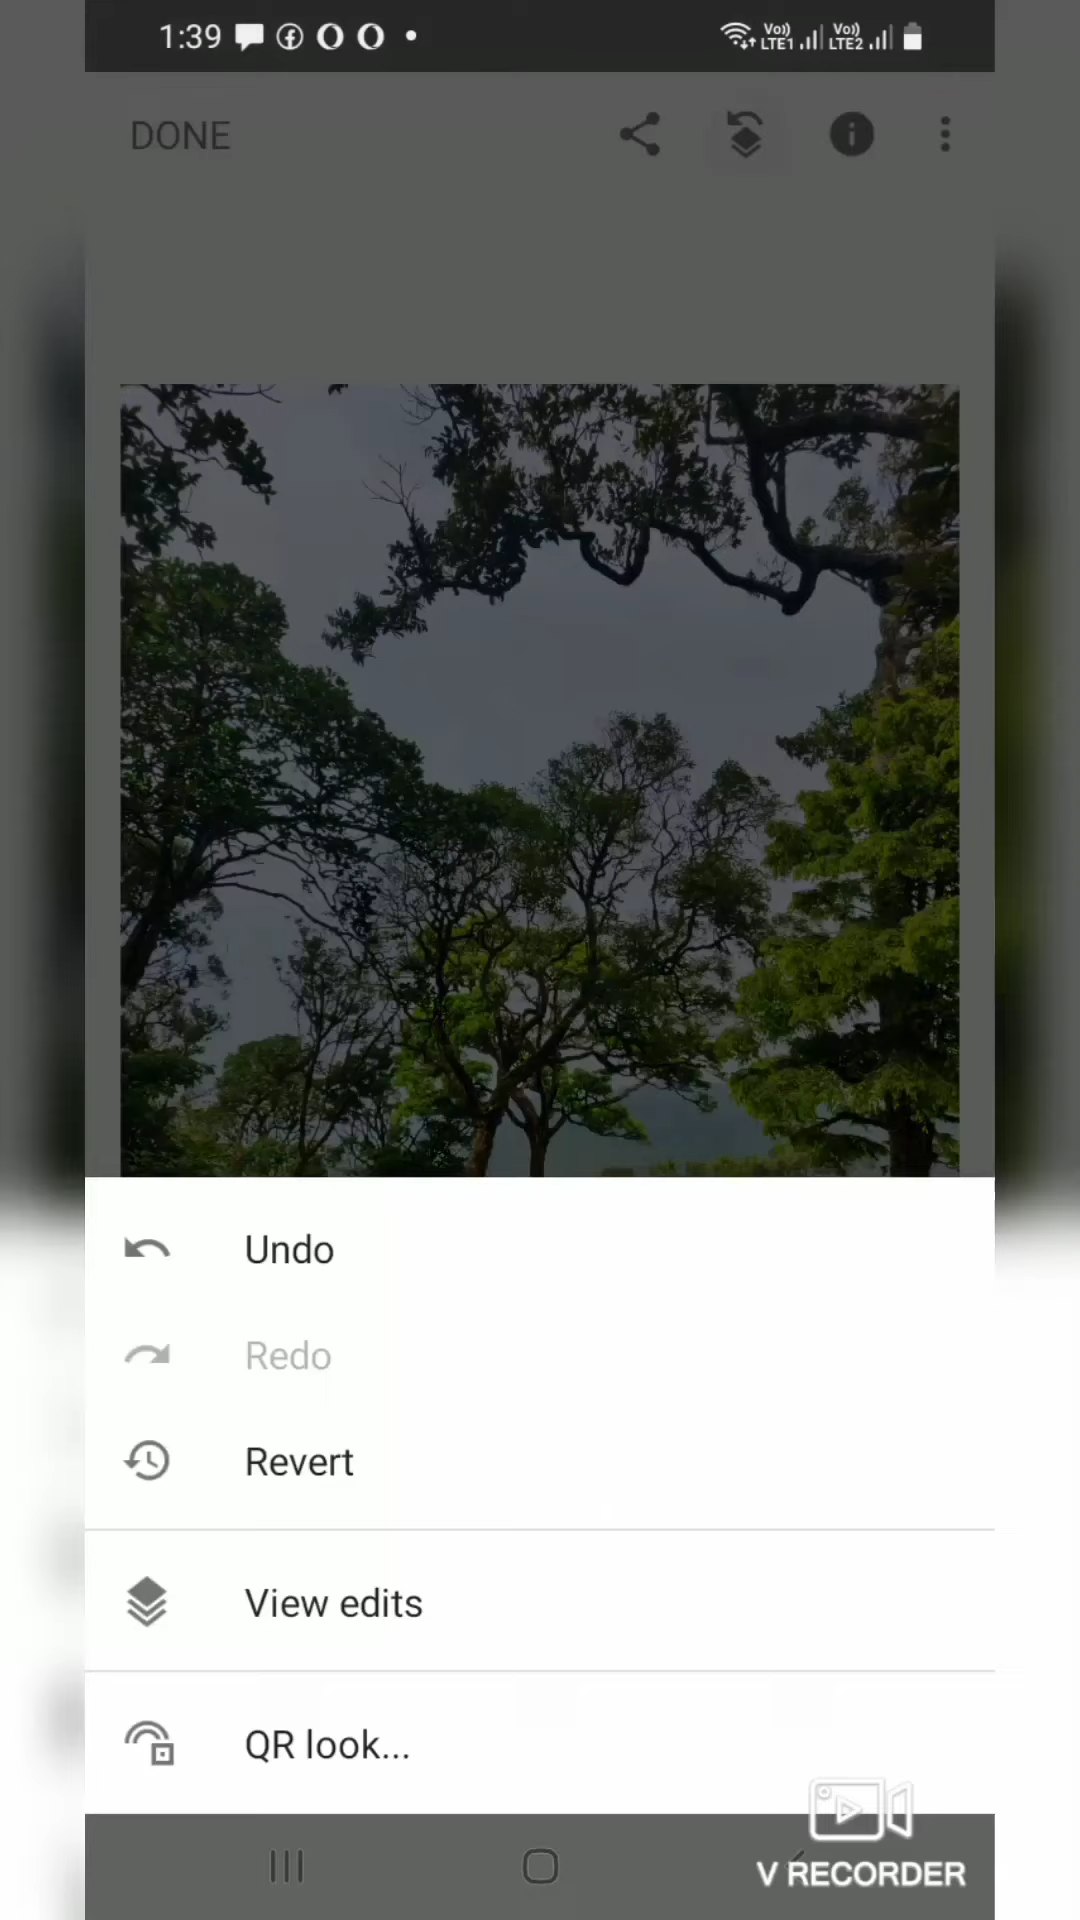 1:39 Vo)) LTE1 Vo)) LTE2
DONE
Undo
Redo
Revert
View edits
QR look...
V RECORDER